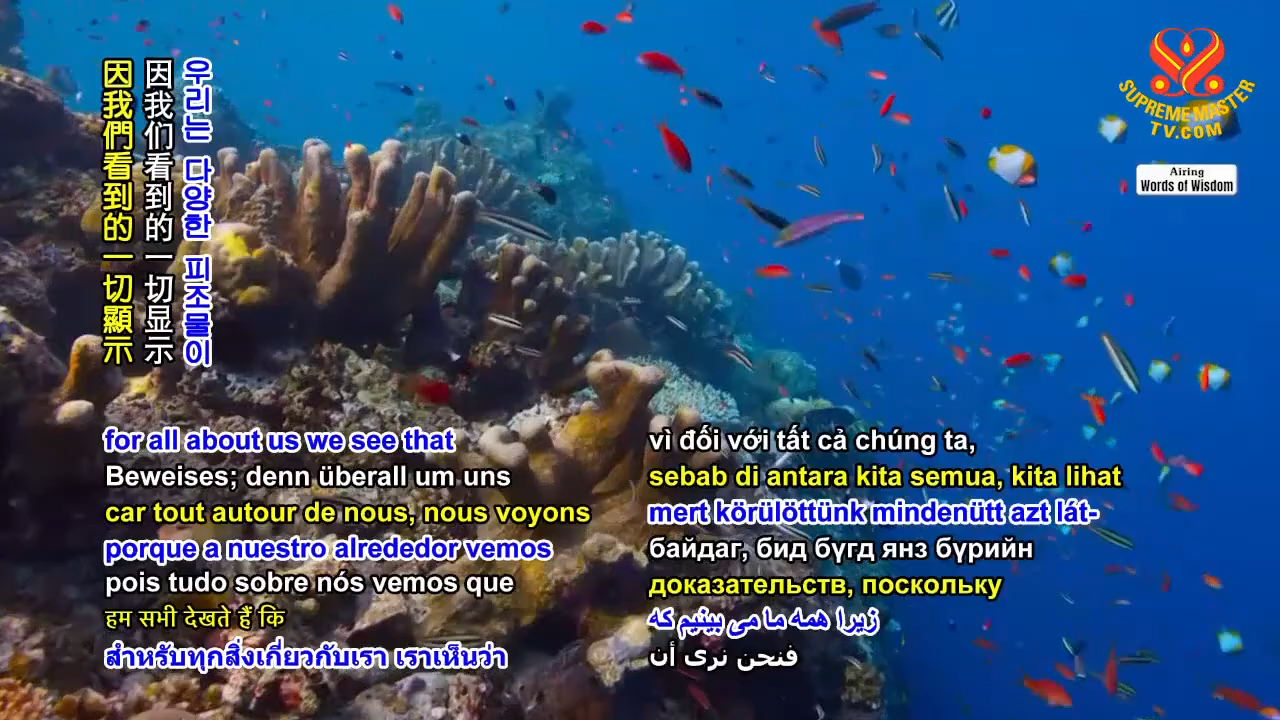 因我們看到的一切顯示
因我们看到的一切显示
우리는 다양한 피조물이
SUPREME MASTER
TV.COM
Airing
Words of Wisdom
for all about us we see that
Beweises; denn überall um uns
car tout autour de nous, nous voyons
porque a nuestro alrededor vemos
pois tudo sobre nós vemos que
हम सभी देखते हैं कि
สำหรับทุกสิ่งเกี่ยวกับเรา เราเห็นว่า
vì đối với tất cả chúng ta,
sebab di antara kita semua, kita lihat
mert körülöttünk mindenütt azt lát-
байдаг, бид бүгд янз бүрийн
доказательств, поскольку
زیرا همه ما می بینیم که
فنحن نرى أن